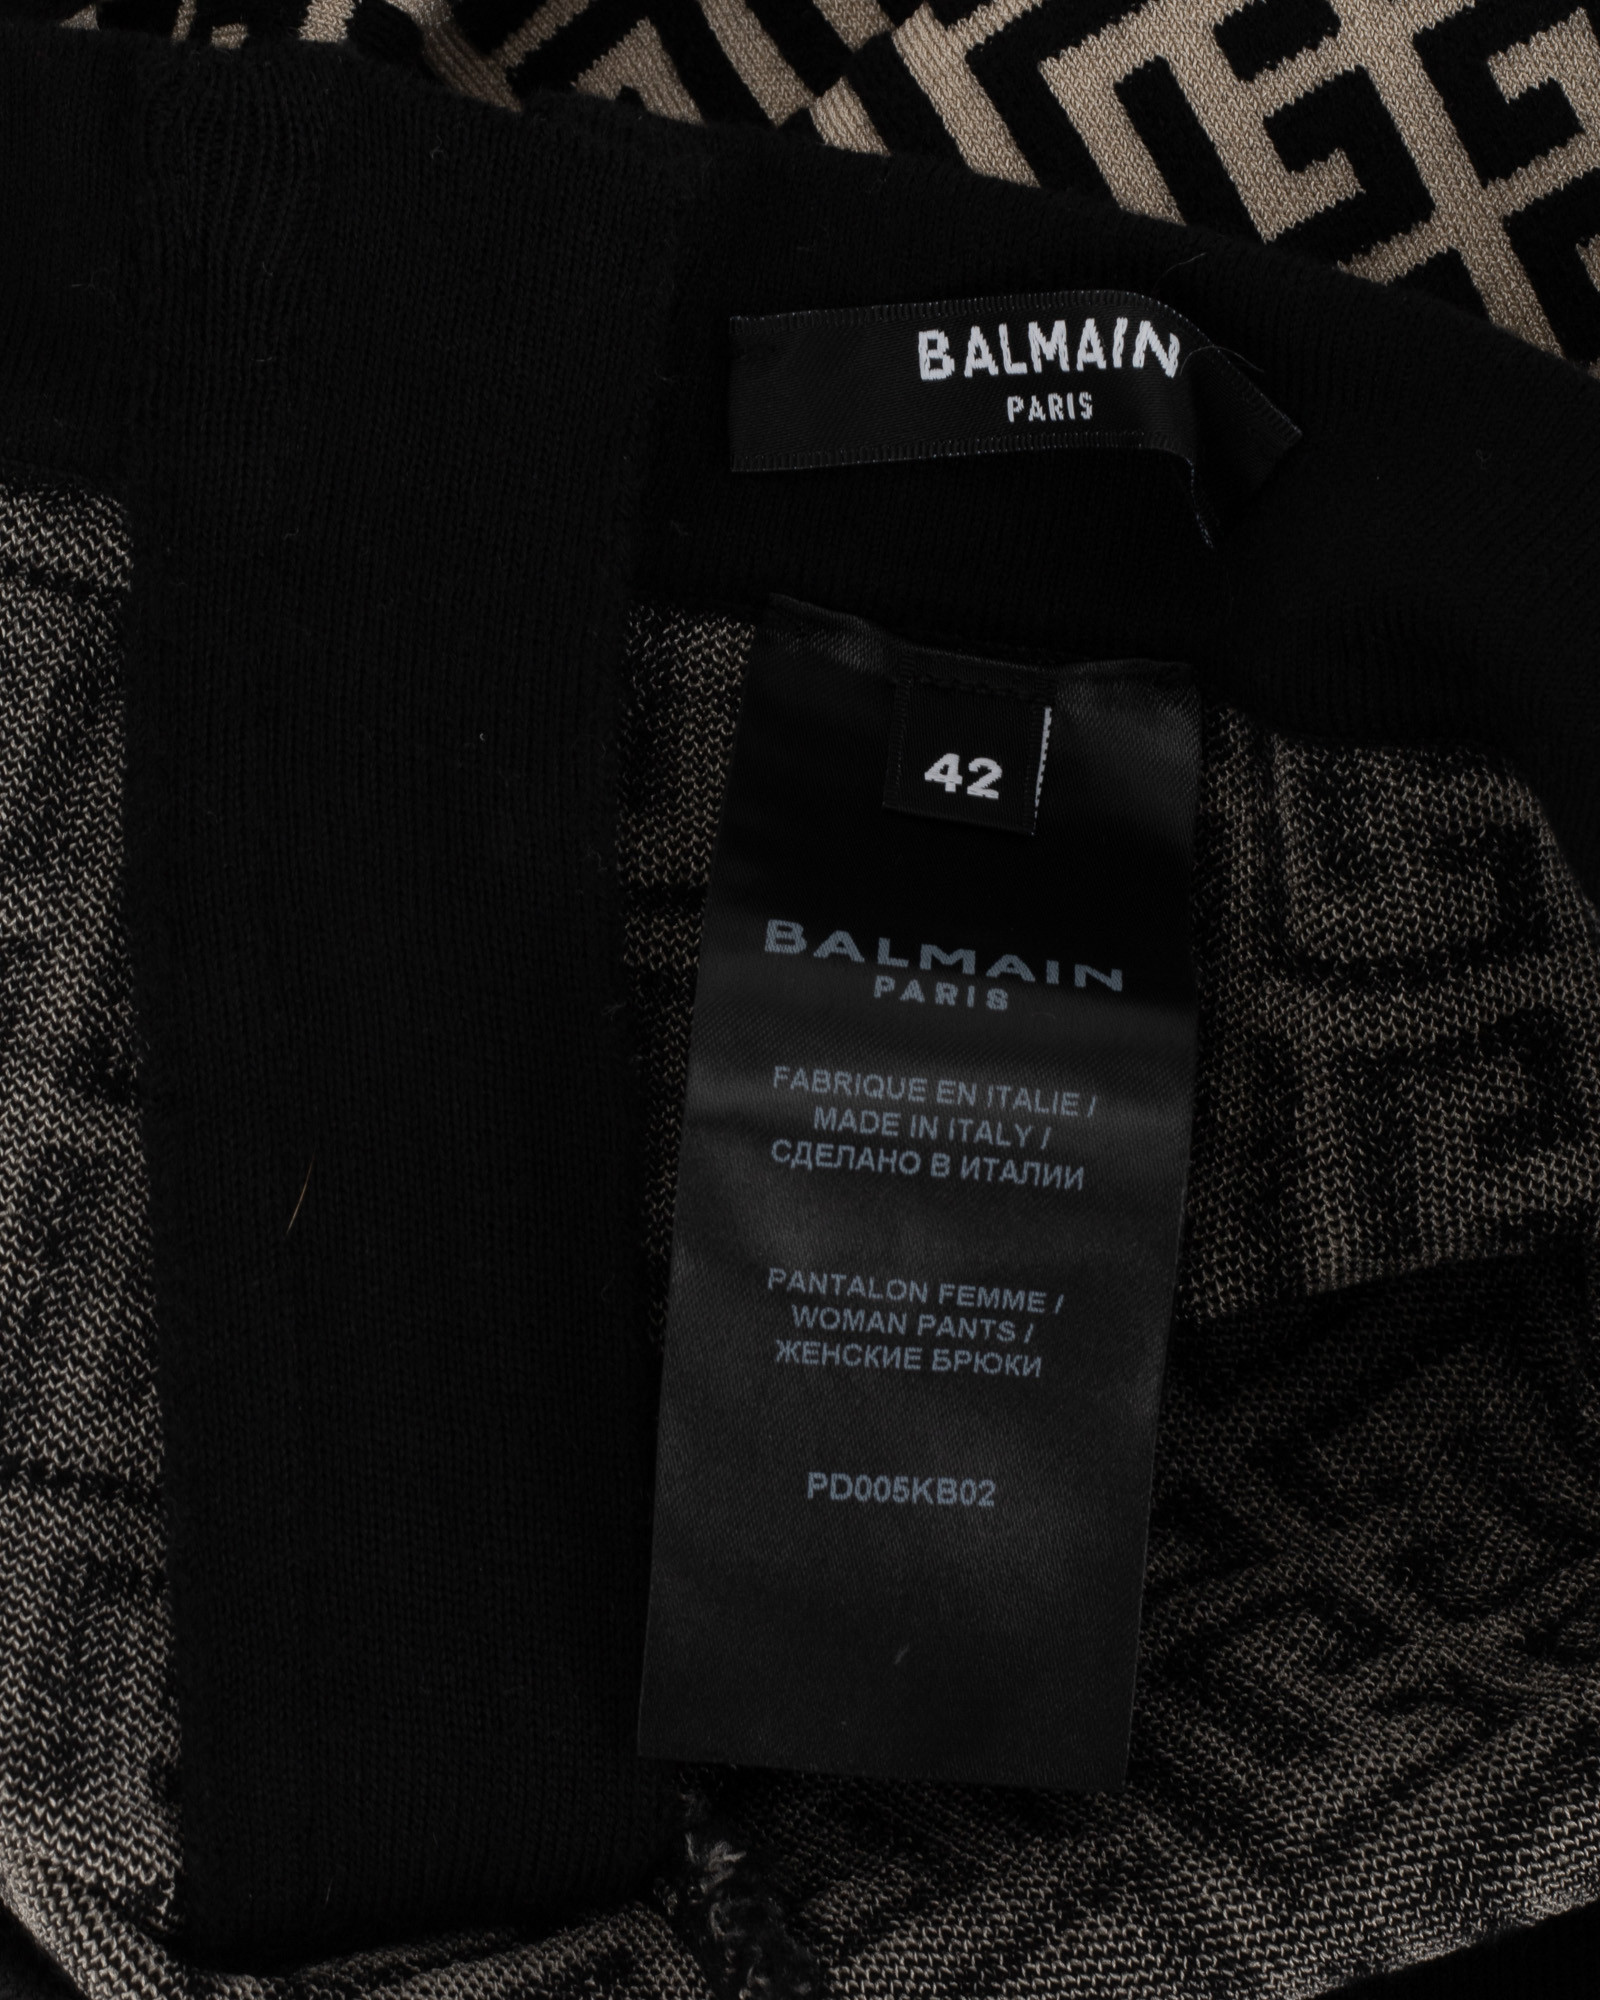 BALMAIN
PARIS
42
BALMAIN
PARIS
FABRIQUE EN ITALIE /
MADE IN ITALY /
СДЕЛАНО В ИТАЛИИ
PANTALON FEMME /
WOMAN PANTS /
ЖЕНСКИЕ БРЮКИ
PD005KB02